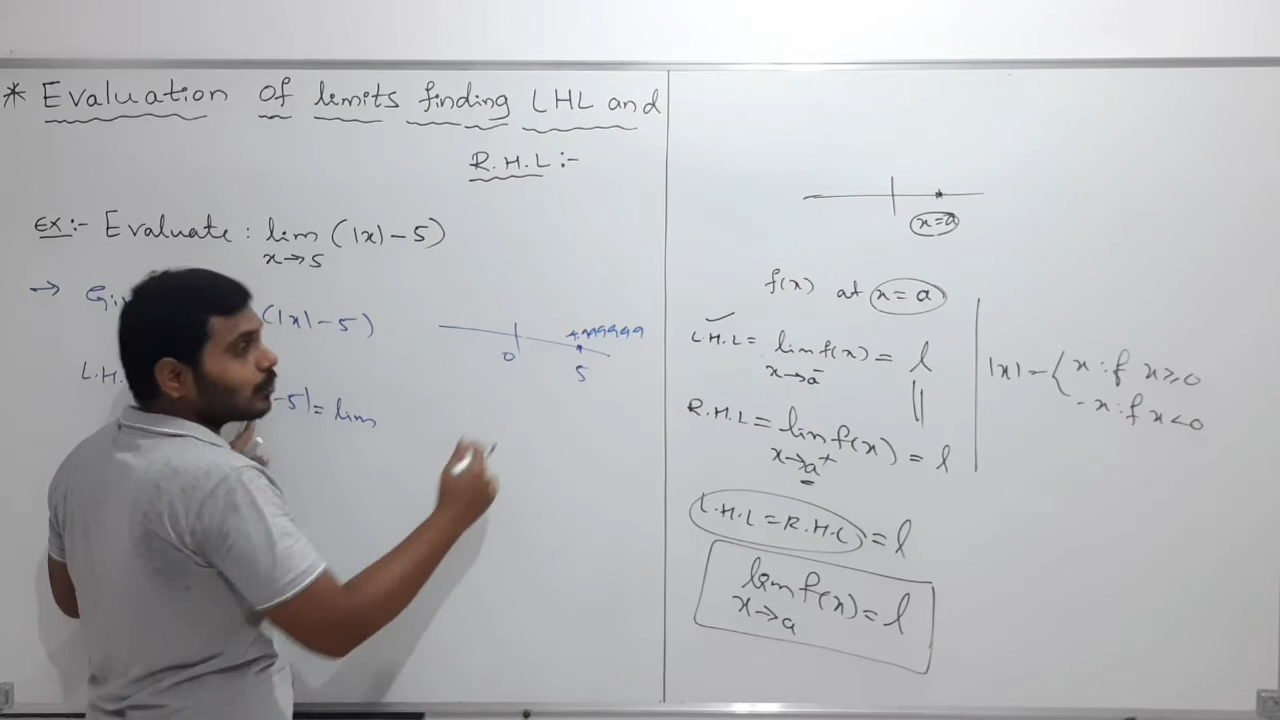 * Evaluation of limits finding LHL and
R.H.L :-
Ex:- Evaluate : lim (|x| - 5)
x→5
→ (|x| - 5)
L.H.
-5) = lim
4.999999
0
5
x=a
f(x) at x = a
L.H.L = lim f(x) = l
x→a⁻
||
R.H.L = lim f(x) = l
x→a⁺
L.H.L = R.H.L = l
lim f(x) = l
x→a
|x| = { x if x ≥ 0
-x if x < 0